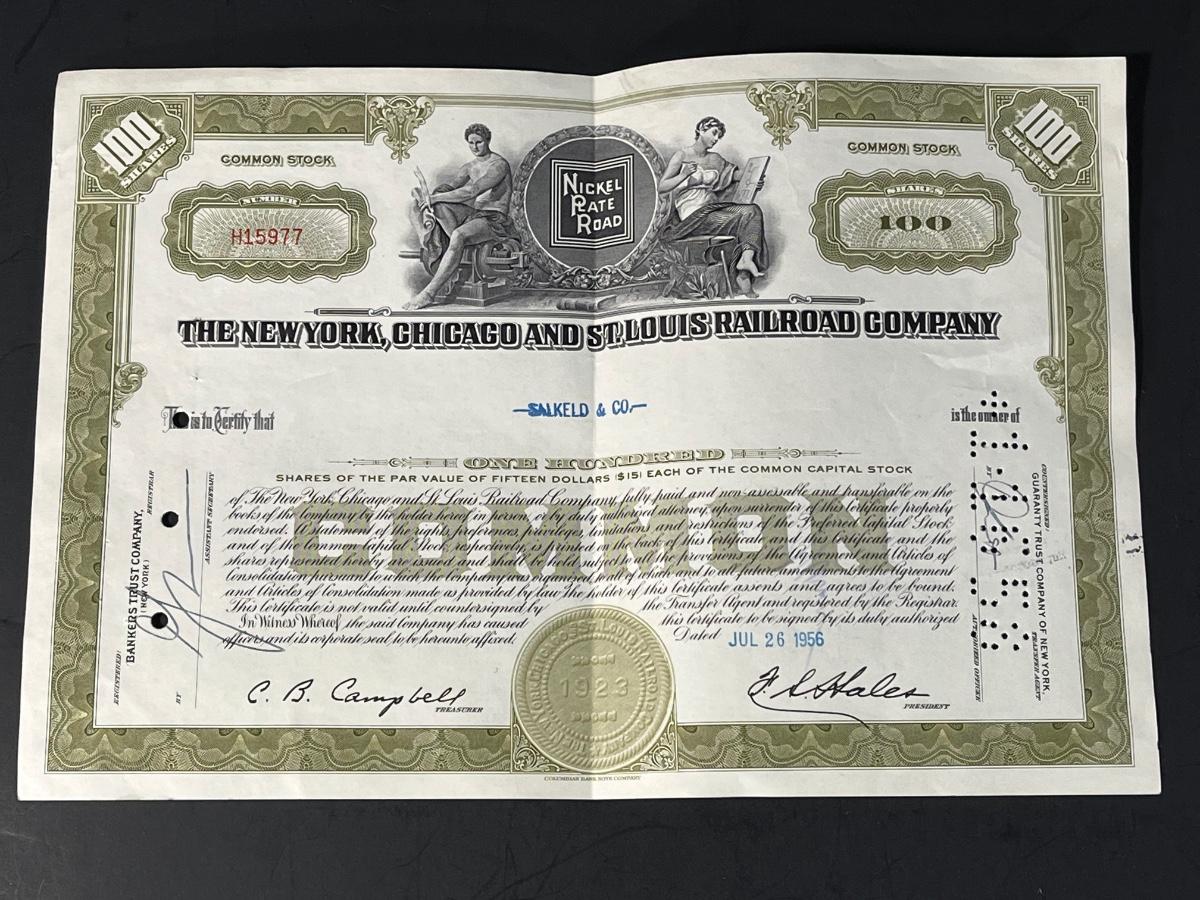 100
SHARES
100
SHARES
COMMON STOCK
COMMON STOCK
NUMBER
H15977
NICKEL
PLATE
ROAD
SHARES
100
THE NEW YORK, CHICAGO AND ST. LOUIS RAILROAD COMPANY
This is to Certify that
SALKELD & CO.
is the owner of
ONE HUNDRED
SHARES OF THE PAR VALUE OF FIFTEEN DOLLARS ($15) EACH OF THE COMMON CAPITAL STOCK
COMMON
of The New York, Chicago and St. Louis Railroad Company, fully paid and non-assessable and transferable on the
books of the Company by the holder hereof in person or by duly authorized attorney upon surrender of this certificate properly
endorsed. A statement of the rights, preferences, privileges, limitations and restrictions of the Preferred Capital Stock
and of the Common Capital Stock, respectively, is printed on the back of this certificate and this certificate and the
shares represented hereby are issued and shall be held subject to all the provisions of the Agreement and Articles of
Consolidation pursuant to which the Company was organized, to all of which and to all future amendments to the Agreement
and Articles of Consolidation made as provided by law the holder of this certificate assents and agrees to be bound.
This certificate is not valid until countersigned by the Transfer Agent and registered by the Registrar.
In Witness Whereof, the said Company has caused this certificate to be signed by its duly authorized
officers and its corporate seal to be hereunto affixed. Dated JUL 26 1956
C. B. Campbell
TREASURER
PRESIDENT
1923
REGISTERED:
BANKERS TRUST COMPANY,
(NEW YORK)
REGISTRAR
BY
ASSISTANT SECRETARY
COUNTERSIGNED:
GUARANTY TRUST COMPANY OF NEW YORK,
TRANSFER AGENT
BY
AUTHORIZED OFFICER
COLUMBIAN BANK NOTE COMPANY